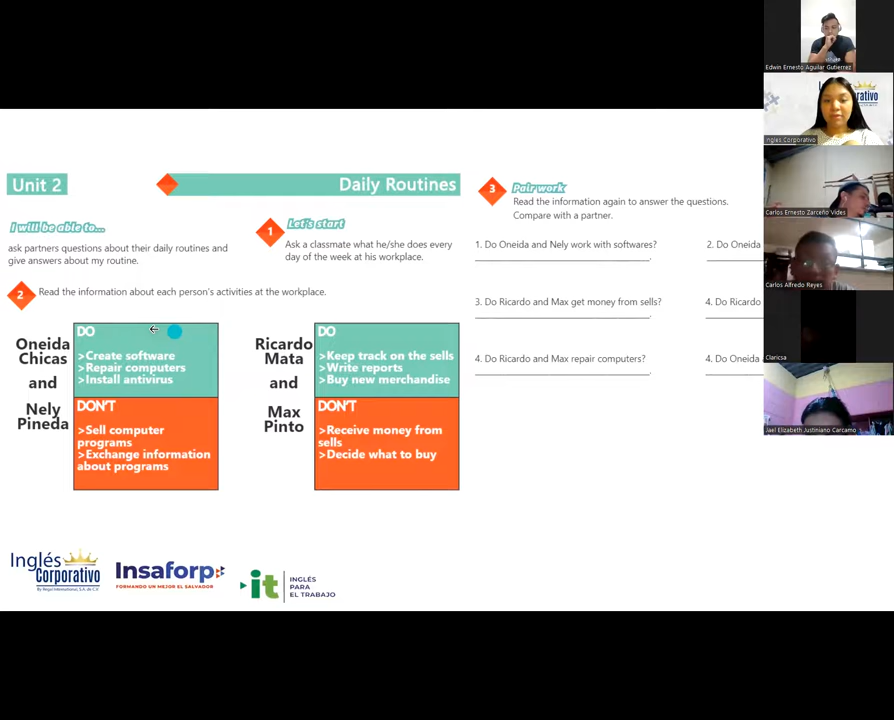 Unit 2
Daily Routines
I will be able to...
ask partners questions about their daily routines and
give answers about my routine.
1
Let's start
Ask a classmate what he/she does every
day of the week at his workplace.
2
Read the information about each person's activities at the workplace.
Oneida
Chicas
and
Nely
Pineda
DO
>Create software
>Repair computers
>Install antivirus
DON'T
>Sell computer
programs
>Exchange information
about programs
Ricardo
Mata
and
Max
Pinto
DO
>Keep track on the sells
>Write reports
>Buy new merchandise
DON'T
>Receive money from
sells
>Decide what to buy
3
Pair work
Read the information again to answer the questions.
Compare with a partner.
1. Do Oneida and Nely work with softwares?
2. Do Oneida
3. Do Ricardo and Max get money from sells?
4. Do Ricardo
4. Do Ricardo and Max repair computers?
4. Do Oneida
Inglés
Corporativo
By Regal International, S.A. de C.V.
Insaforp
FORMANDO UN MEJOR EL SALVADOR
it
INGLÉS
PARA
EL TRABAJO
Edwin Ernesto Aguilar Gutierrez
Inglés Corporativo
Carlos Ernesto Zarceño Vides
Carlos Alfredo Reyes
Claricsa
Jael Elizabeth Justiniano Carcamo